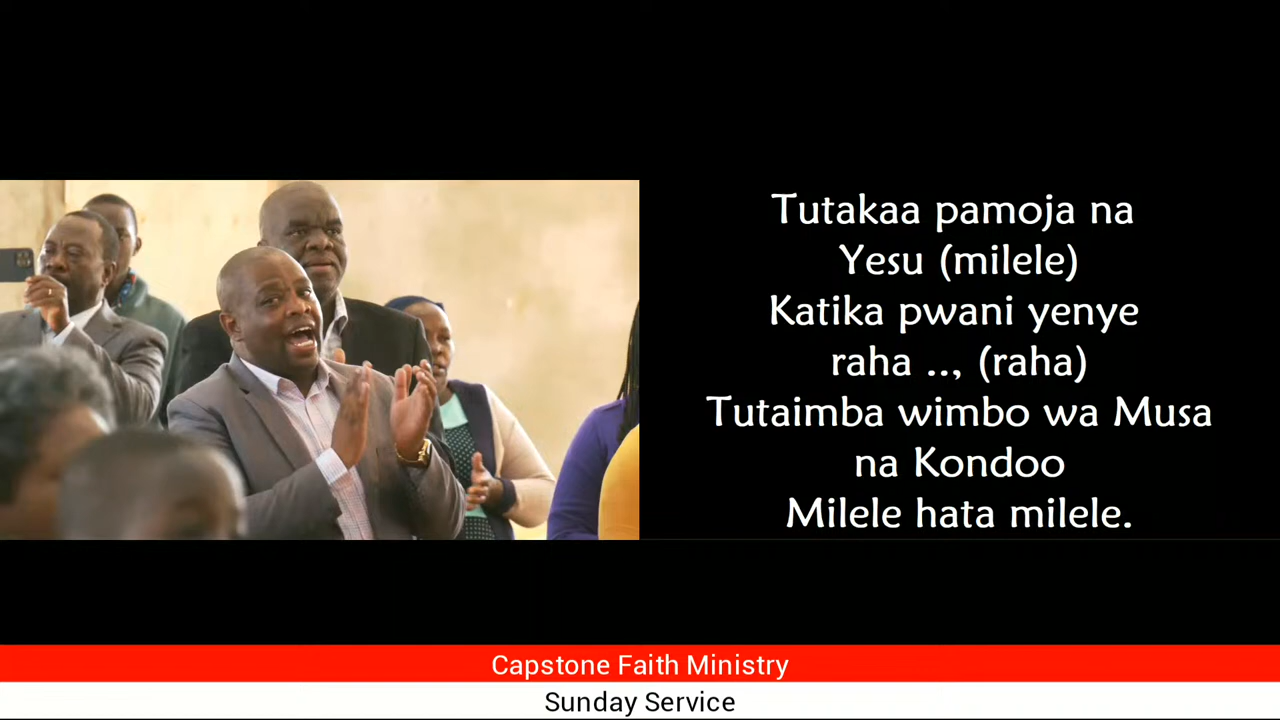 Tutakaa pamoja na
Yesu (milele)
Katika pwani yenye
raha .., (raha)
Tutaimba wimbo wa Musa
na Kondoo
Milele hata milele.
Capstone Faith Ministry
Sunday Service